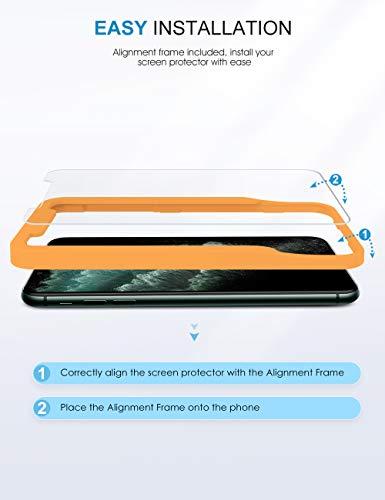 EASY INSTALLATION
Alignment frame included, install your
screen protector with ease
2
1
1 Correctly align the screen protector with the Alignment Frame
2 Place the Alignment Frame onto the phone